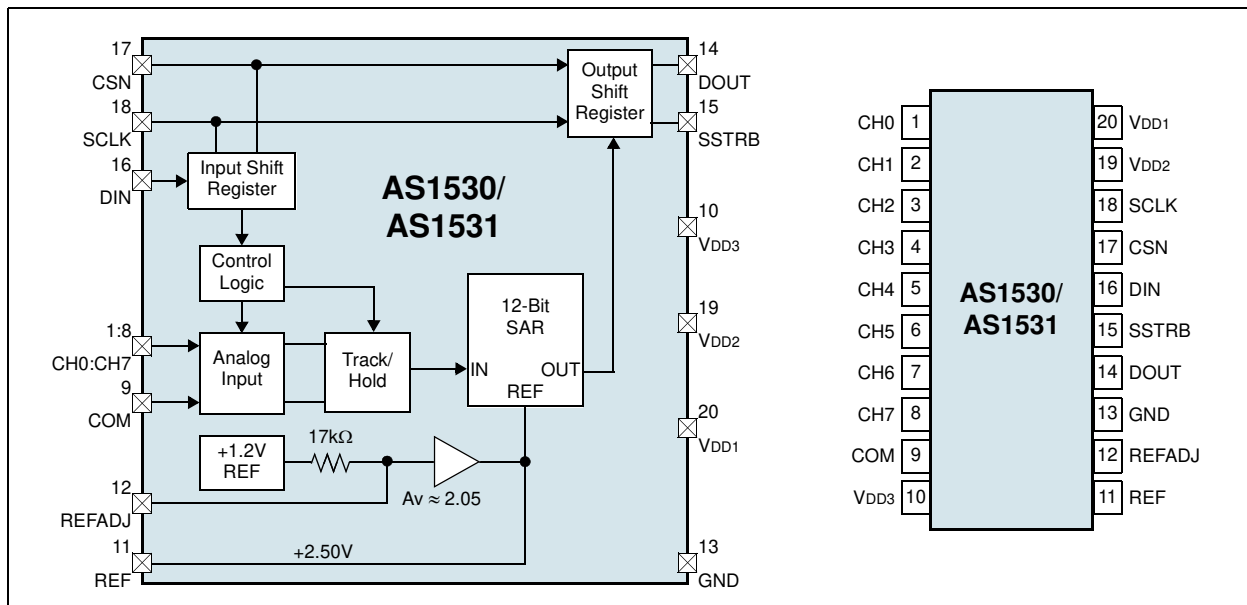 17
CSN
18
SCLK
16
DIN
Input Shift
Register
Output
Shift
Register
14
DOUT
15
SSTRB
AS1530/
AS1531
10
VDD3
Control
Logic
12-Bit
SAR
IN
OUT
REF
19
VDD2
1:8
CH0:CH7
9
COM
Analog
Input
Track/
Hold
20
VDD1
+1.2V
REF
17kΩ
Av ≈ 2.05
12
REFADJ
11
REF
+2.50V
13
GND
CH0 1
CH1 2
CH2 3
CH3 4
CH4 5
CH5 6
CH6 7
CH7 8
COM 9
VDD3 10
AS1530/
AS1531
20 VDD1
19 VDD2
18 SCLK
17 CSN
16 DIN
15 SSTRB
14 DOUT
13 GND
12 REFADJ
11 REF